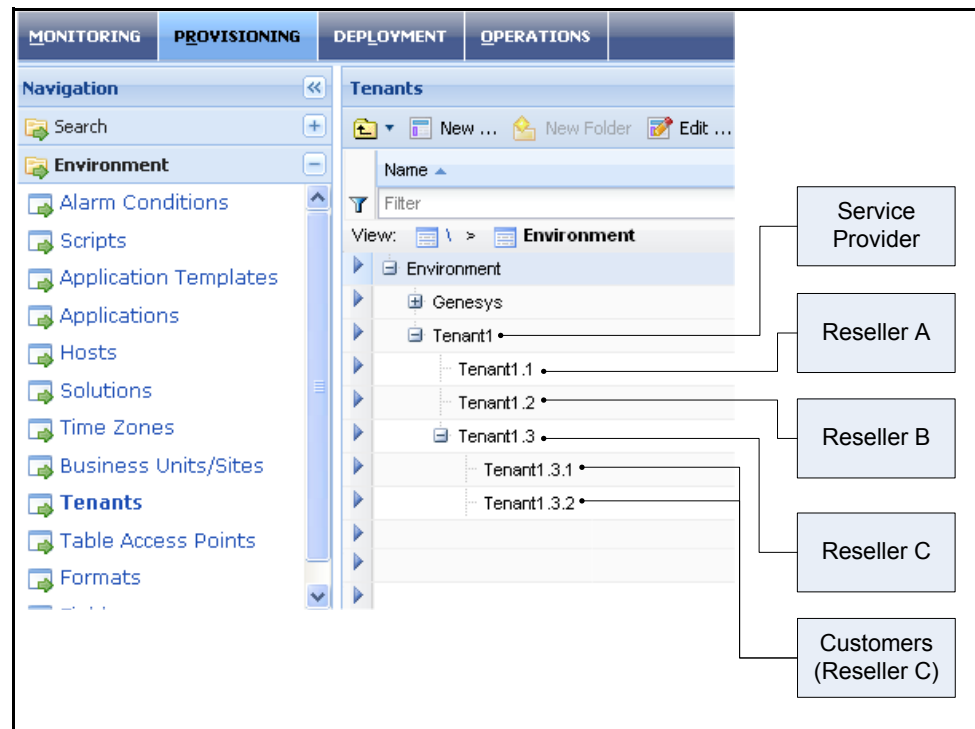 MONITORING
PROVISIONING
DEPLOYMENT
OPERATIONS
Navigation
Search
Environment
Alarm Conditions
Scripts
Application Templates
Applications
Hosts
Solutions
Time Zones
Business Units/Sites
Tenants
Table Access Points
Formats
Tenants
New ...
New Folder
Edit ...
Name
Filter
View: \ > Environment
Environment
Genesys
Tenant1
Tenant1.1
Tenant1.2
Tenant1.3
Tenant1.3.1
Tenant1.3.2
Service
Provider
Reseller A
Reseller B
Reseller C
Customers
(Reseller C)